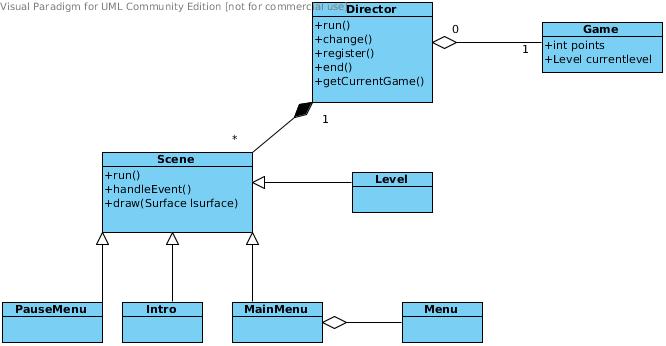 Visual Paradigm for UML Community Edition [not for commercial use]
Director
+run()
+change()
+register()
+end()
+getCurrentGame()
0
1
Game
+int points
+Level currentlevel
1
*
Scene
+run()
+handleEvent()
+draw(Surface lsurface)
Level
PauseMenu
Intro
MainMenu
Menu